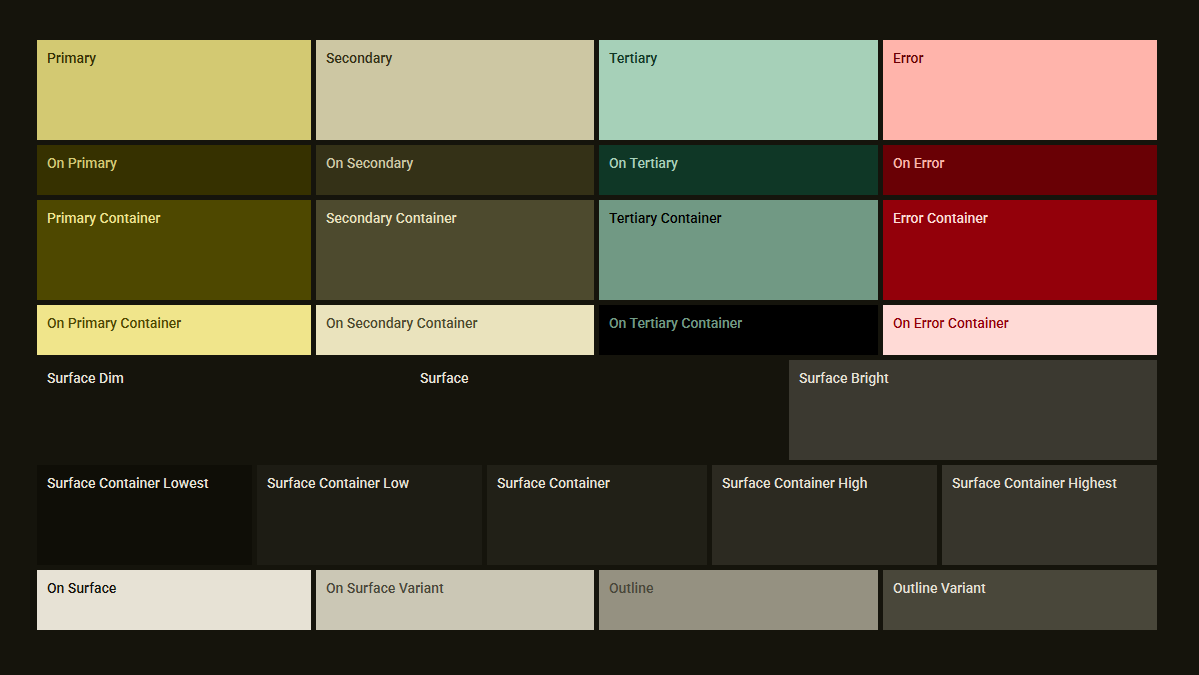 Primary
Secondary
Tertiary
Error
On Primary
On Secondary
On Tertiary
On Error
Primary Container
Secondary Container
Tertiary Container
Error Container
On Primary Container
On Secondary Container
On Tertiary Container
On Error Container
Surface Dim
Surface
Surface Bright
Surface Container Lowest
Surface Container Low
Surface Container
Surface Container High
Surface Container Highest
On Surface
On Surface Variant
Outline
Outline Variant